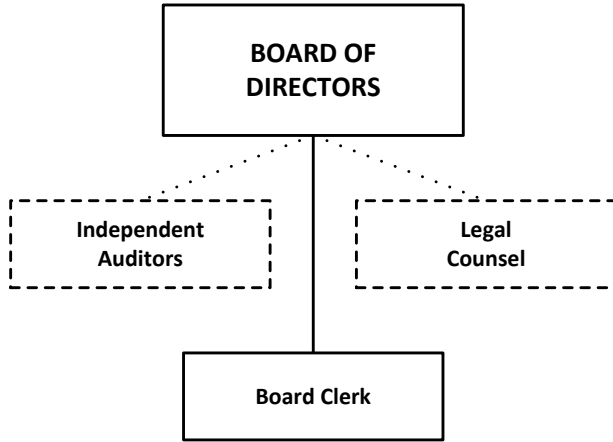 BOARD OF
DIRECTORS
Independent
Auditors
Legal
Counsel
Board Clerk